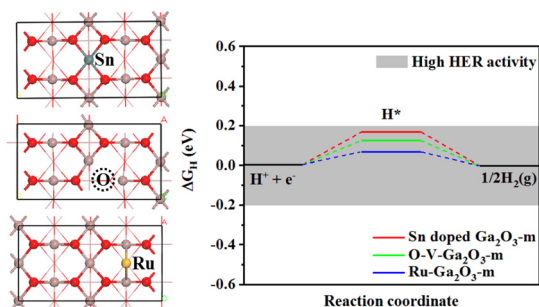 Sn
O
Ru
0.6
0.4
0.2
0.0
-0.2
-0.4
-0.6
ΔG_H (eV)
High HER activity
H*
H⁺ + e⁻
1/2H₂(g)
Sn doped Ga₂O₃-m
O-V-Ga₂O₃-m
Ru-Ga₂O₃-m
Reaction coordinate